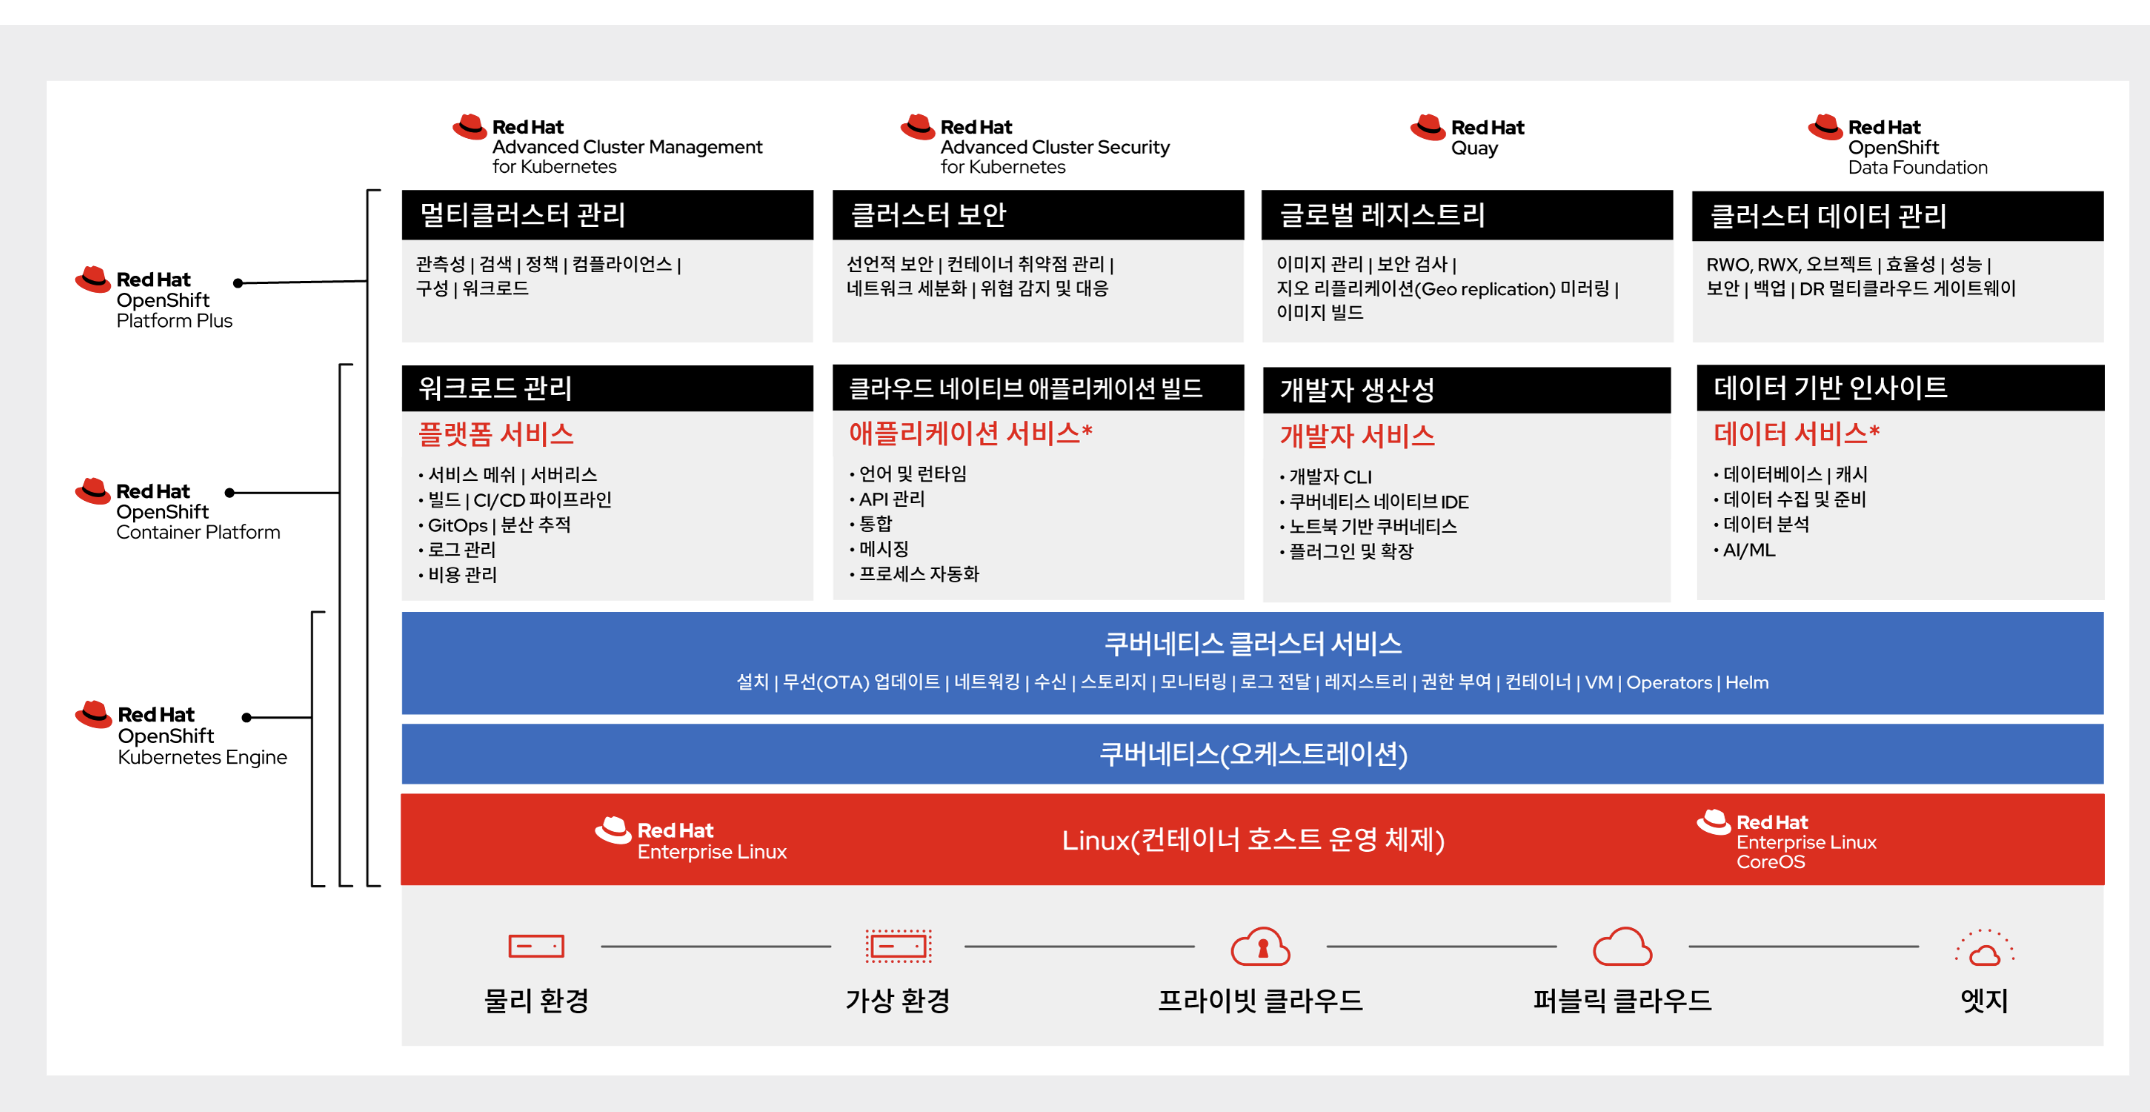 Red Hat
Advanced Cluster Management
for Kubernetes
Red Hat
Advanced Cluster Security
for Kubernetes
Red Hat
Quay
Red Hat
OpenShift
Data Foundation
Red Hat
OpenShift
Platform Plus
멀티클러스터 관리
관측성 | 검색 | 정책 | 컴플라이언스 |
구성 | 워크로드
클러스터 보안
선언적 보안 | 컨테이너 취약점 관리 |
네트워크 세분화 | 위협 감지 및 대응
글로벌 레지스트리
이미지 관리 | 보안 검사 |
지오 리플리케이션(Geo replication) 미러링 |
이미지 빌드
클러스터 데이터 관리
RWO, RWX, 오브젝트 | 효율성 | 성능 |
보안 | 백업 | DR 멀티클라우드 게이트웨이
Red Hat
OpenShift
Container Platform
워크로드 관리
플랫폼 서비스
• 서비스 메쉬 | 서버리스
• 빌드 | CI/CD 파이프라인
• GitOps | 분산 추적
• 로그 관리
• 비용 관리
클라우드 네이티브 애플리케이션 빌드
애플리케이션 서비스*
• 언어 및 런타임
• API 관리
• 통합
• 메시징
• 프로세스 자동화
개발자 생산성
개발자 서비스
• 개발자 CLI
• 쿠버네티스 네이티브 IDE
• 노트북 기반 쿠버네티스
• 플러그인 및 확장
데이터 기반 인사이트
데이터 서비스*
• 데이터베이스 | 캐시
• 데이터 수집 및 준비
• 데이터 분석
• AI/ML
Red Hat
OpenShift
Kubernetes Engine
쿠버네티스 클러스터 서비스
설치 | 무선(OTA) 업데이트 | 네트워킹 | 수신 | 스토리지 | 모니터링 | 로그 전달 | 레지스트리 | 권한 부여 | 컨테이너 | VM | Operators | Helm
쿠버네티스(오케스트레이션)
Red Hat
Enterprise Linux
Linux(컨테이너 호스트 운영 체제)
Red Hat
Enterprise Linux
CoreOS
물리 환경
가상 환경
프라이빗 클라우드
퍼블릭 클라우드
엣지